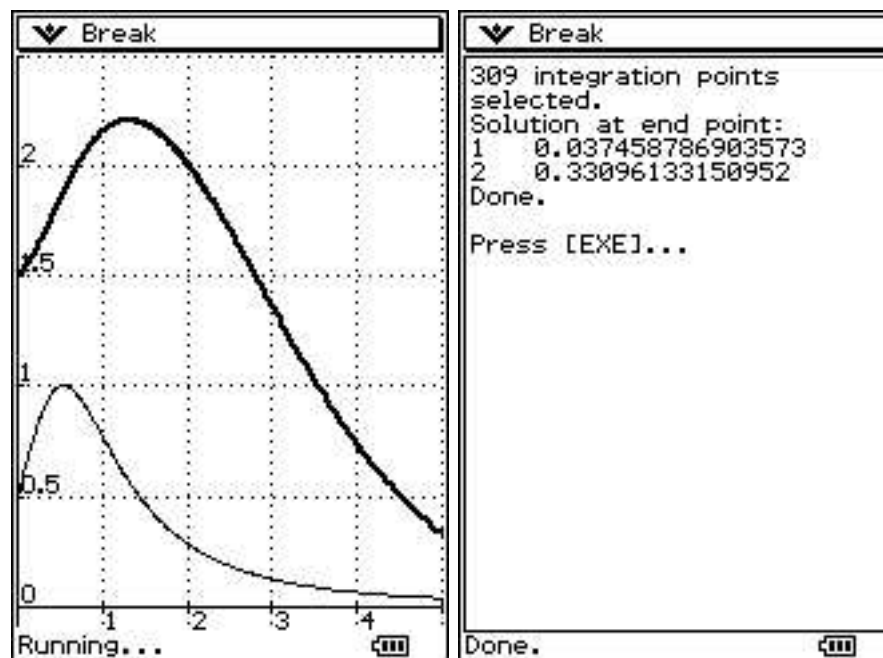 Break
2
1.5
1
0.5
0
1 2 3 4
Running...
Break
309 integration points
selected.
Solution at end point:
1 0.037458786903573
2 0.33096133150952
Done.
Press [EXE]...
Done.